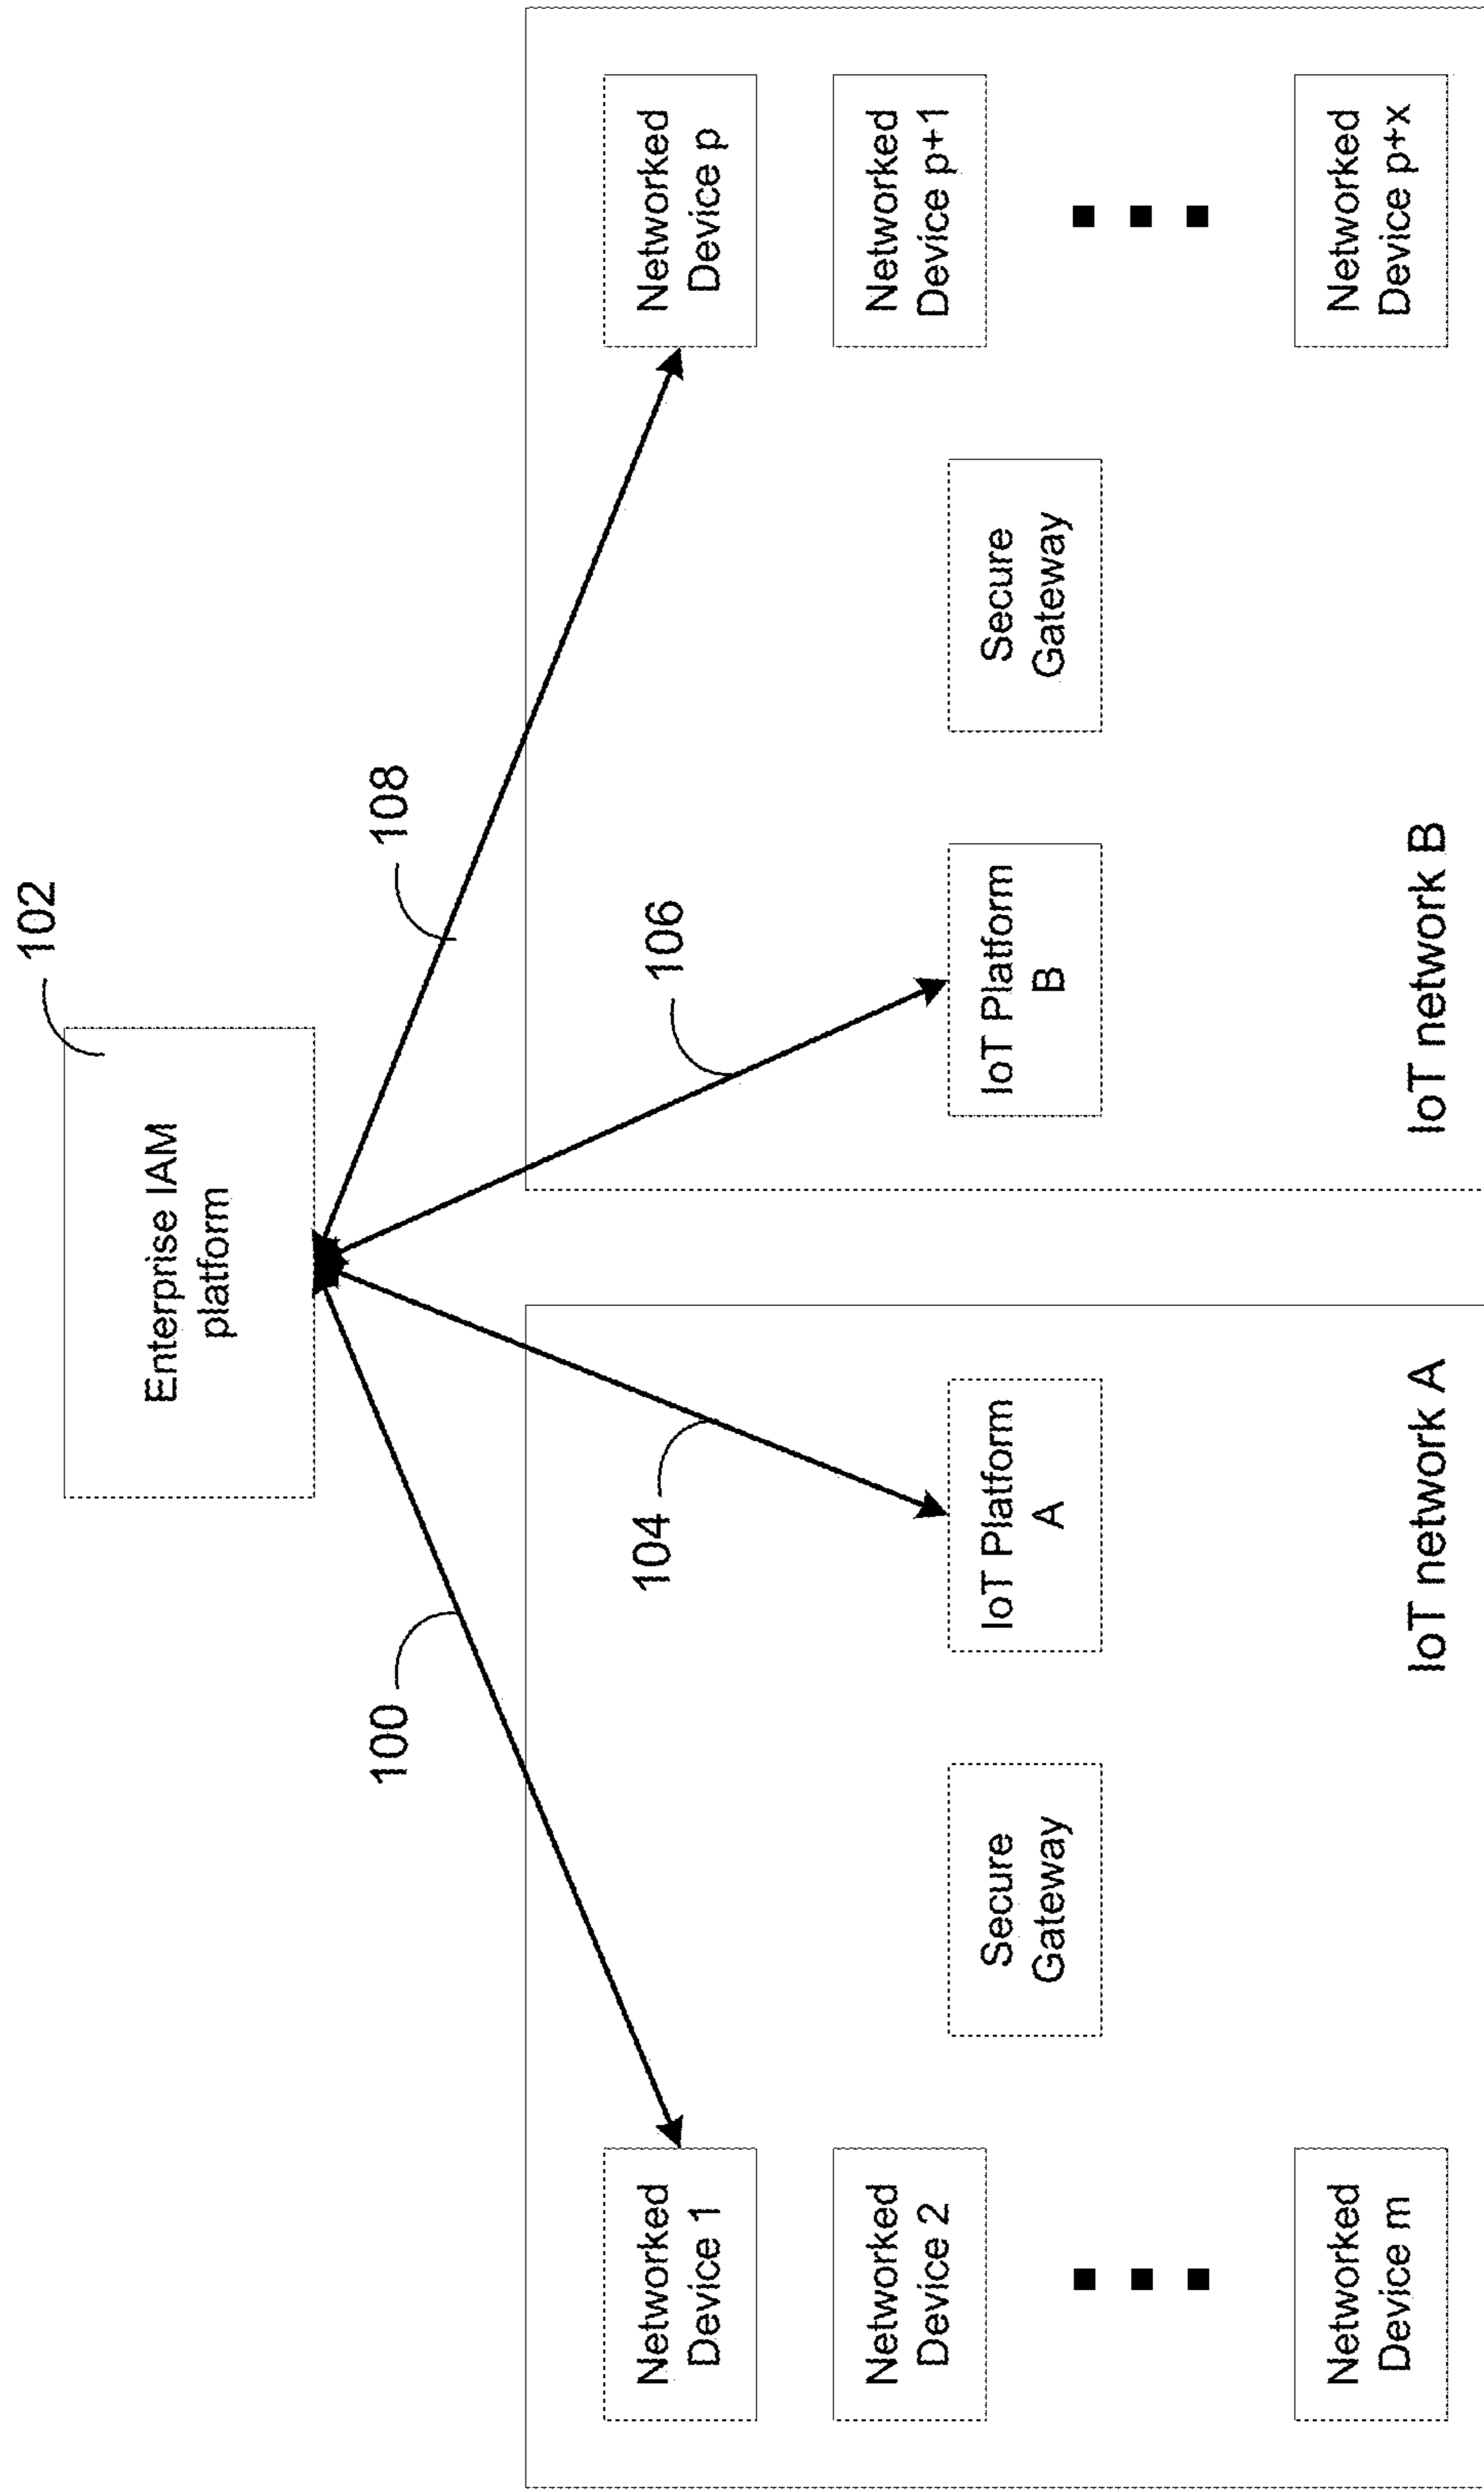 102
Enterprise IAM
platform
100
108
104
106
Networked
Device 1
Networked
Device 2
Networked
Device m
Secure
Gateway
IoT Platform
A
IoT network A
IoT Platform
B
Secure
Gateway
Networked
Device p
Networked
Device p+1
Networked
Device p+x
IoT network B